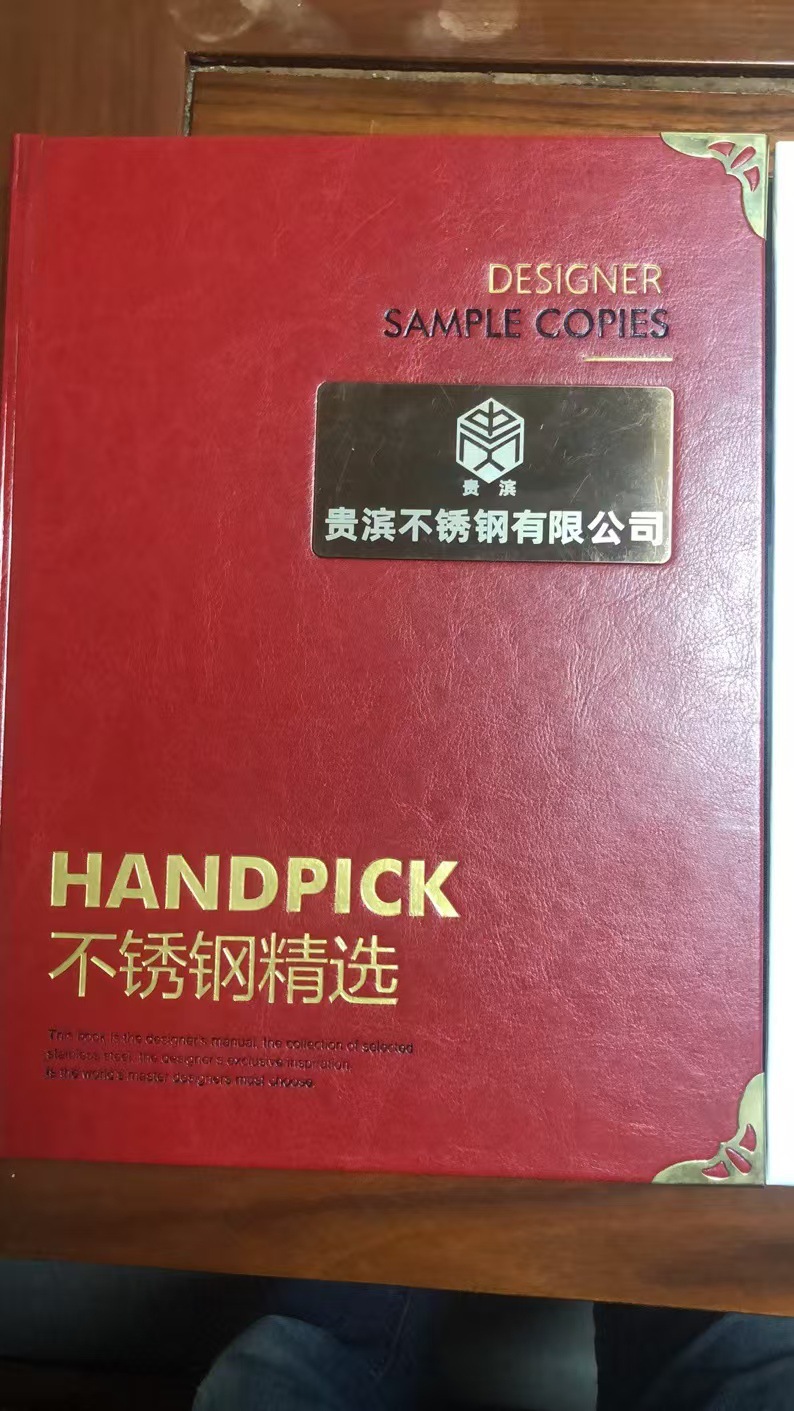 DESIGNER
SAMPLE COPIES
贵 滨
贵滨不锈钢有限公司
HANDPICK
不锈钢精选
This book is the designer's manual, the collection of selected
stainless steel, the designer's exclusive inspiration,
is the world's master designers must choose